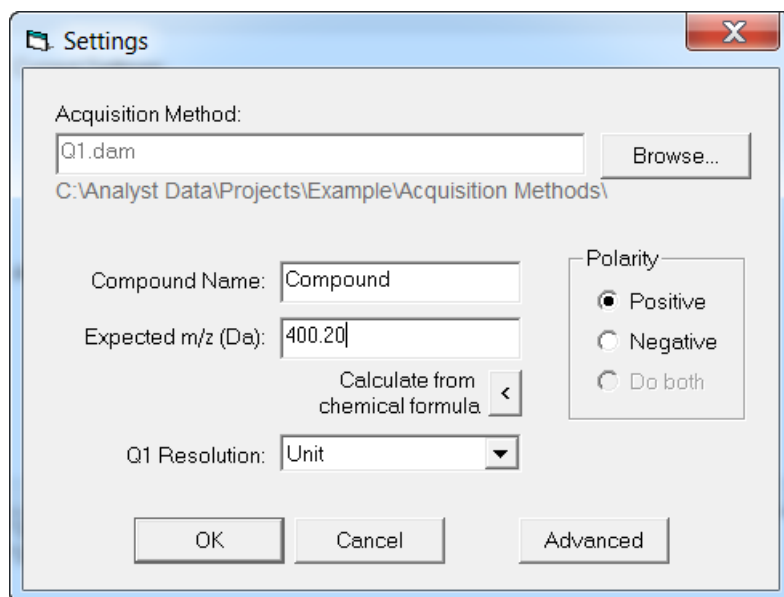 Settings
Acquisition Method:
Q1.dam
Browse...
C:\Analyst Data\Projects\Example\Acquisition Methods\
Compound Name:
Compound
Polarity
Positive
Expected m/z (Da):
400.20
Negative
Calculate from
chemical formula
<
Do both
Q1 Resolution:
Unit
OK
Cancel
Advanced